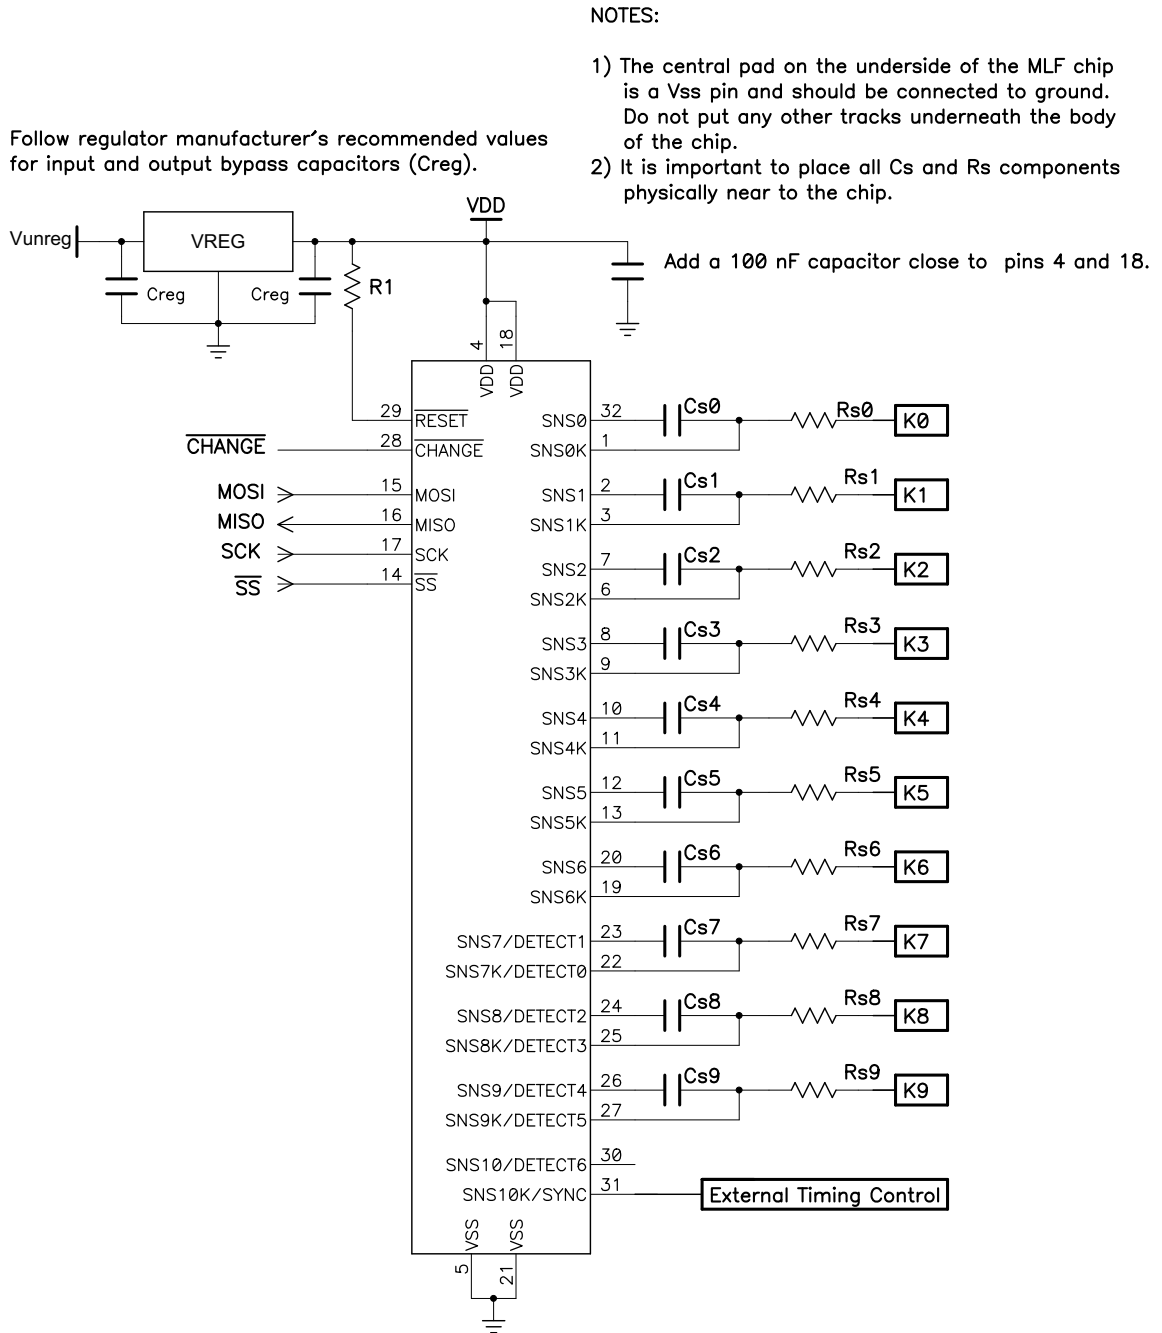 NOTES:
1) The central pad on the underside of the MLF chip
is a Vss pin and should be connected to ground.
Do not put any other tracks underneath the body
of the chip.
2) It is important to place all Cs and Rs components
physically near to the chip.
Follow regulator manufacturer's recommended values
for input and output bypass capacitors (Creg).
VDD
Vunreg
VREG
Creg
Creg
R1
Add a 100 nF capacitor close to pins 4 and 18.
4
18
VDD
VDD
29
RESET
CHANGE
28
CHANGE
MOSI
15
MOSI
MISO
16
MISO
SCK
17
SCK
SS
14
SS
SNS0
32
Cs0
Rs0
K0
SNS0K
1
SNS1
2
Cs1
Rs1
K1
SNS1K
3
SNS2
7
Cs2
Rs2
K2
SNS2K
6
SNS3
8
Cs3
Rs3
K3
SNS3K
9
SNS4
10
Cs4
Rs4
K4
SNS4K
11
SNS5
12
Cs5
Rs5
K5
SNS5K
13
SNS6
20
Cs6
Rs6
K6
SNS6K
19
SNS7/DETECT1
23
Cs7
Rs7
K7
SNS7K/DETECT0
22
SNS8/DETECT2
24
Cs8
Rs8
K8
SNS8K/DETECT3
25
SNS9/DETECT4
26
Cs9
Rs9
K9
SNS9K/DETECT5
27
SNS10/DETECT6
30
SNS10K/SYNC
31
External Timing Control
VSS
VSS
5
21